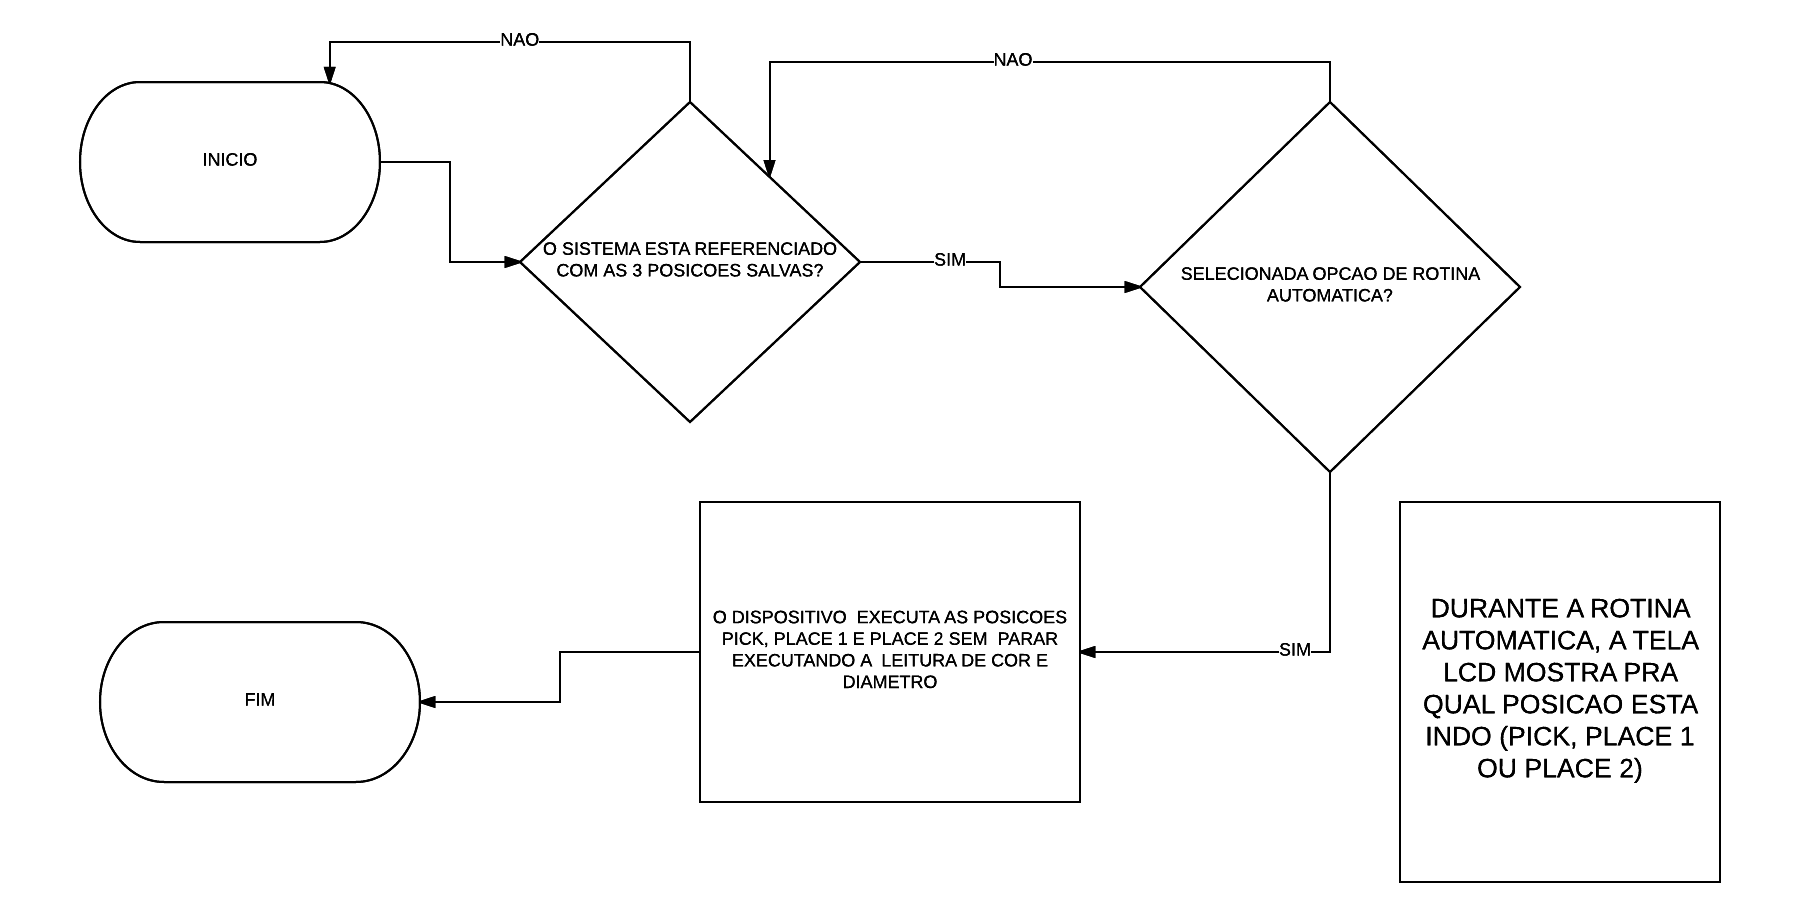 NAO
NAO
INICIO
O SISTEMA ESTA REFERENCIADO
COM AS 3 POSICOES SALVAS?
SIM
SELECIONADA OPCAO DE ROTINA
AUTOMATICA?
O DISPOSITIVO  EXECUTA AS POSICOES
PICK, PLACE 1 E PLACE 2 SEM  PARAR
EXECUTANDO A  LEITURA DE COR E
DIAMETRO
SIM
FIM
DURANTE A ROTINA
AUTOMATICA, A TELA
LCD MOSTRA PRA
QUAL POSICAO ESTA
INDO (PICK, PLACE 1
OU PLACE 2)